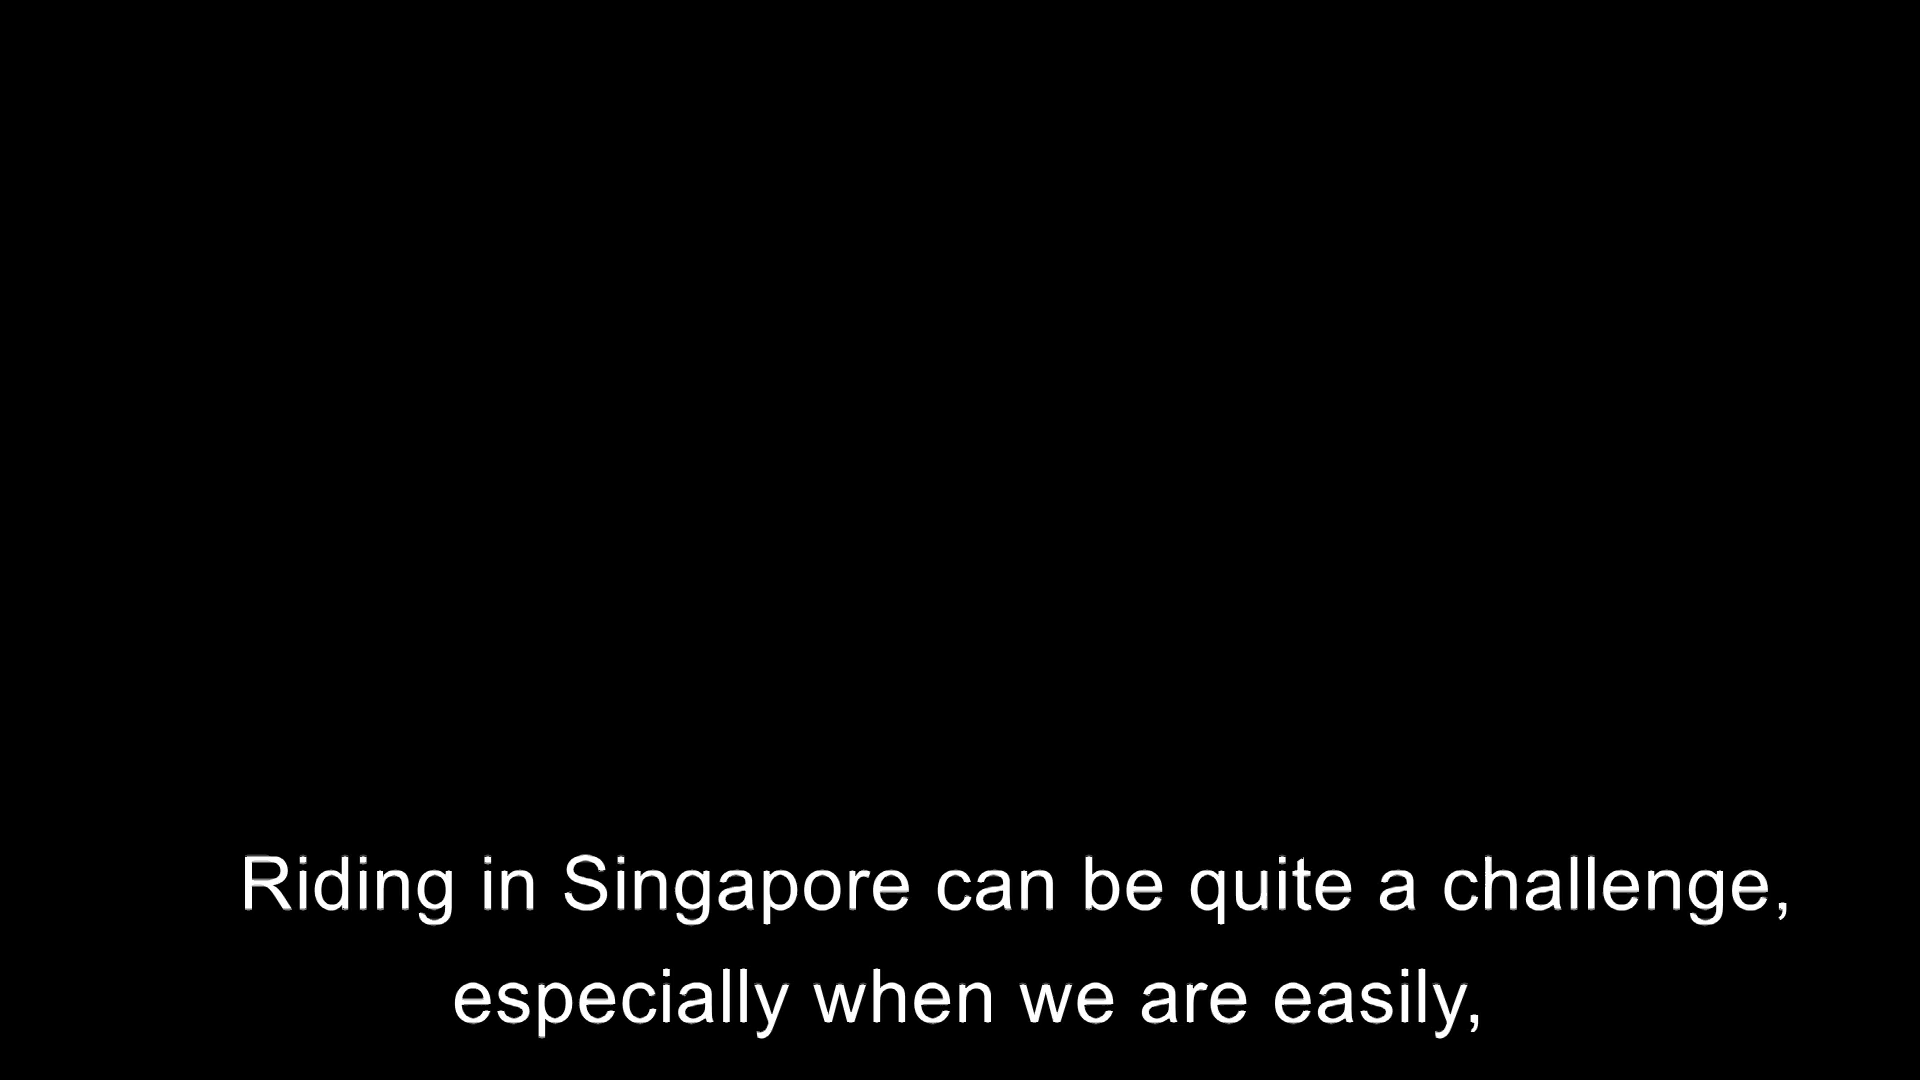 Riding in Singapore can be quite a challenge,
especially when we are easily,